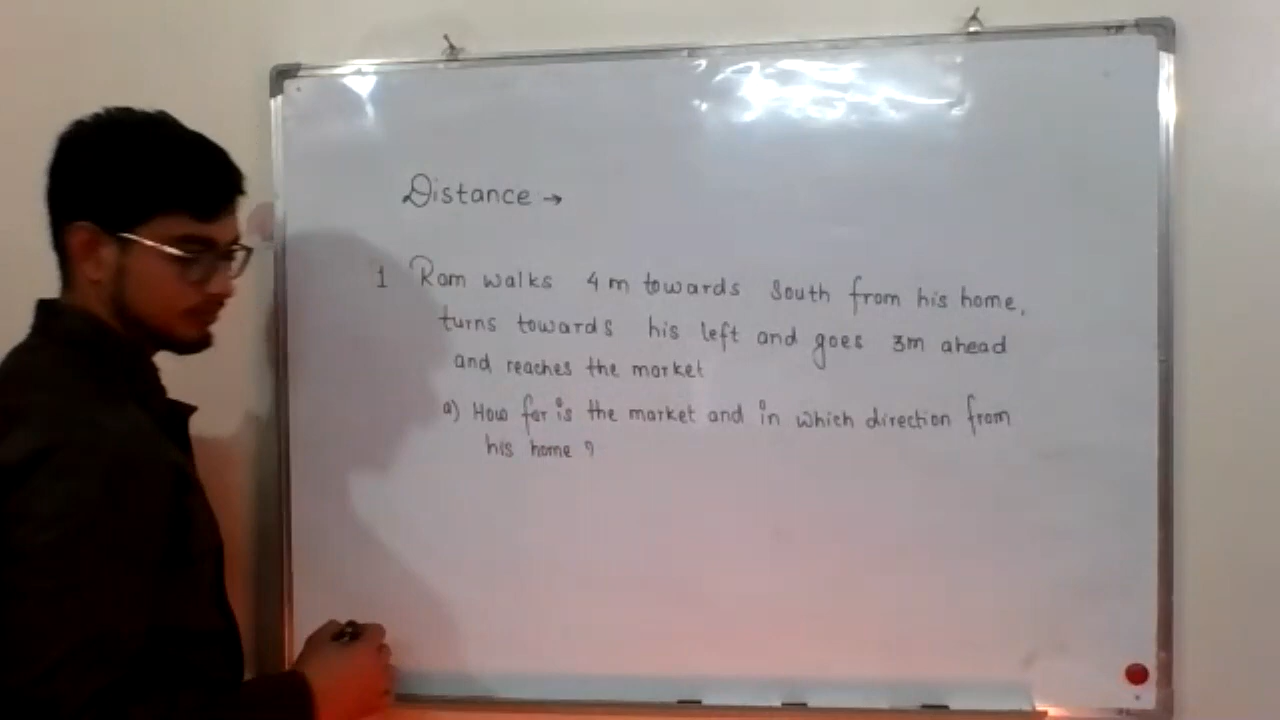 Distance →
1 Ram walks 4m towards South from his home,
turns towards his left and goes 3m ahead
and reaches the market
a) How far is the market and in which direction from
his home ?